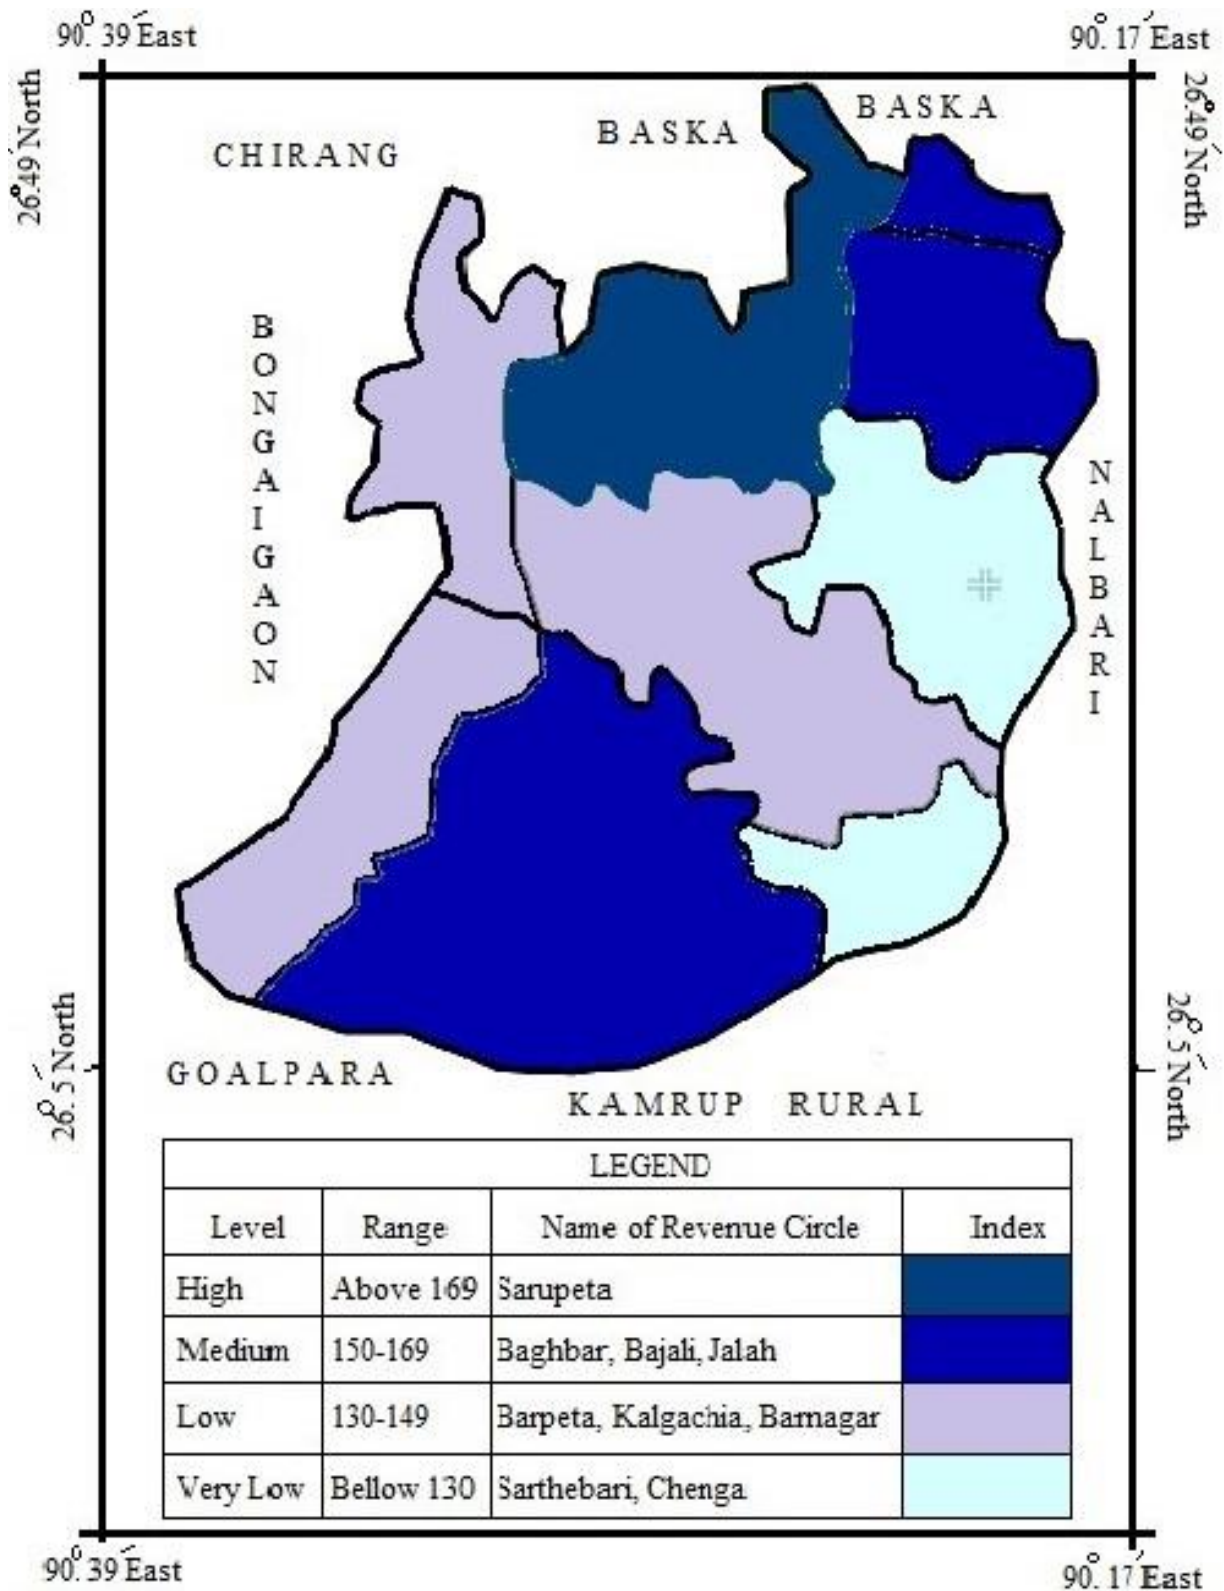 90.° 39′ East
90.° 17′ East
26°.49′ North
26°.49′ North
BASKA
BASKA
CHIRANG
BONGAIGAON
NALBARI
26.° 5′ North
26.° 5′ North
GOALPARA
KAMRUP RURAL
LEGEND
Level Range Name of Revenue Circle Index
High Above 169 Sarupeta
Medium 150-169 Baghbar, Bajali, Jalah
Low 130-149 Barpeta, Kalgachia, Barnagar
Very Low Bellow 130 Sarthebari, Chenga
90.° 39′ East
90.° 17′ East